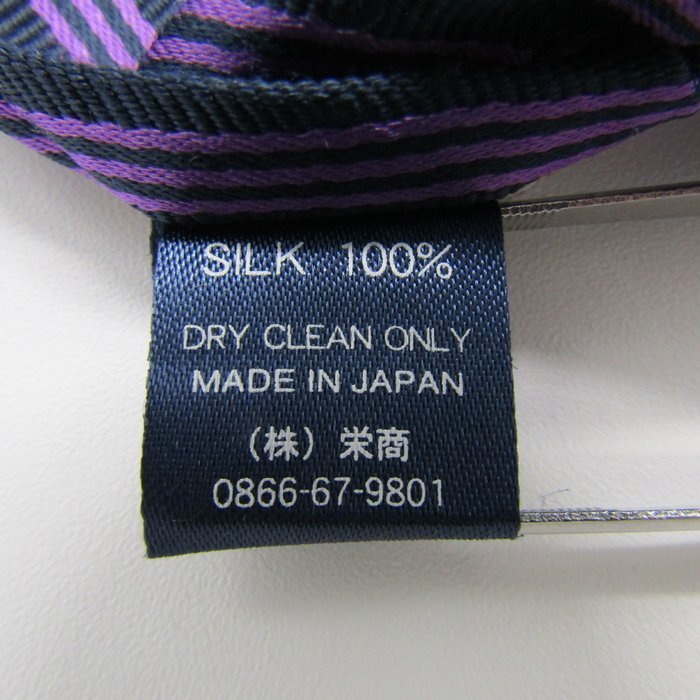 SILK 100%
DRY CLEAN ONLY
MADE IN JAPAN
（株）栄商
0866-67-9801